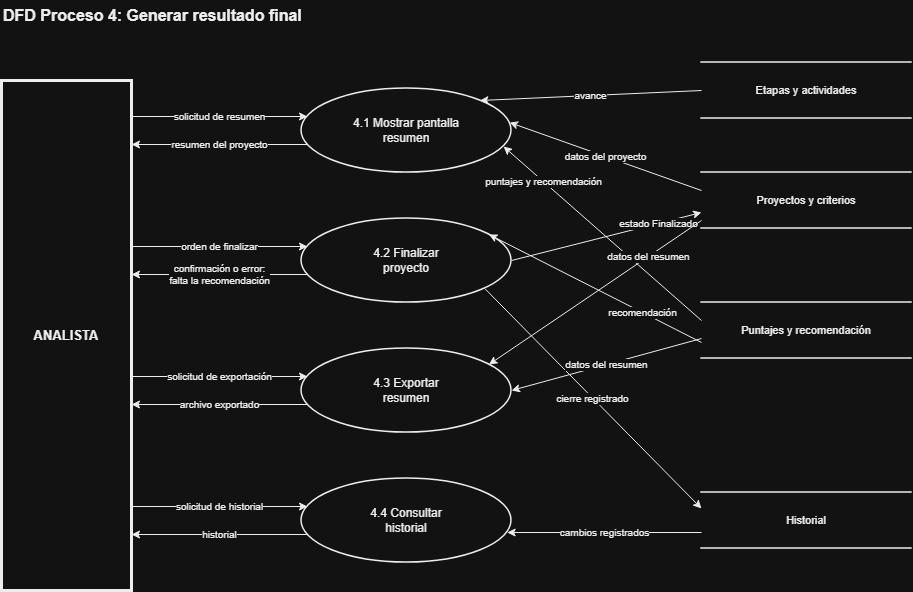 DFD Proceso 4: Generar resultado final
ANALISTA
solicitud de resumen
resumen del proyecto
4.1 Mostrar pantalla
resumen
avance
Etapas y actividades
datos del proyecto
puntajes y recomendación
Proyectos y criterios
orden de finalizar
confirmación o error:
falta la recomendación
4.2 Finalizar
proyecto
estado Finalizado
datos del resumen
recomendación
Puntajes y recomendación
solicitud de exportación
archivo exportado
4.3 Exportar
resumen
datos del resumen
cierre registrado
solicitud de historial
historial
4.4 Consultar
historial
cambios registrados
Historial